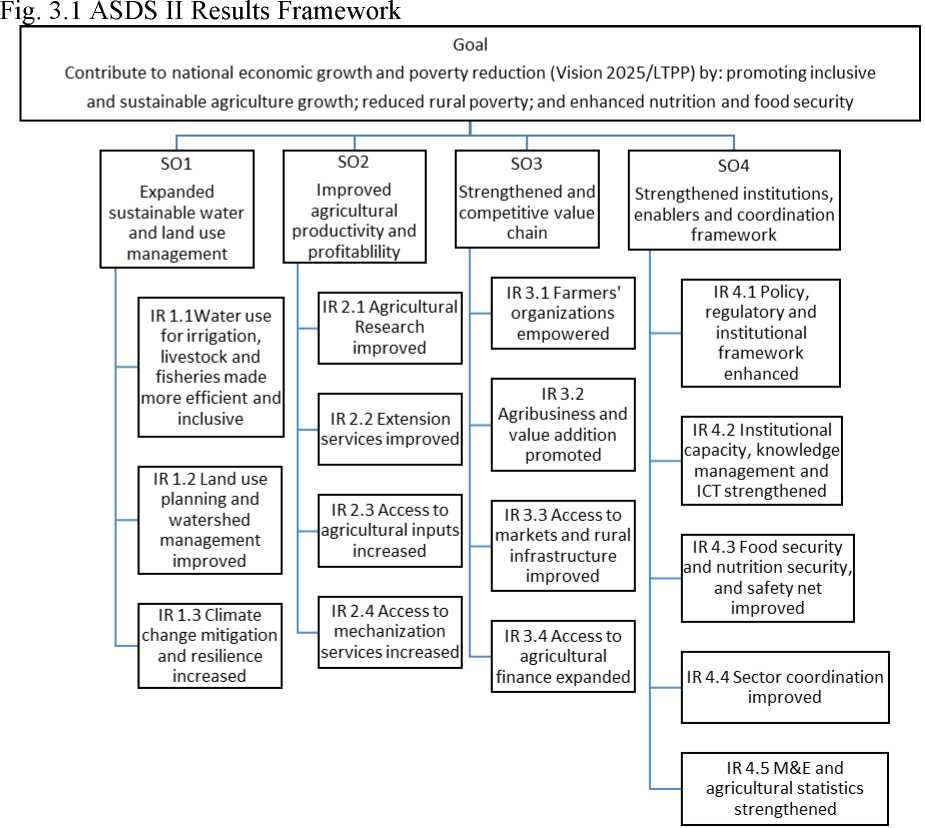 Fig. 3.1 ASDS II Results Framework
Goal
Contribute to national economic growth and poverty reduction (Vision 2025/LTPP) by: promoting inclusive
and sustainable agriculture growth; reduced rural poverty; and enhanced nutrition and food security
SO1
Expanded
sustainable water
and land use
management
IR 1.1Water use
for irrigation,
livestock and
fisheries made
more efficient and
inclusive
IR 1.2 Land use
planning and
watershed
management
improved
IR 1.3 Climate
change mitigation
and resilience
increased
SO2
Improved
agricultural
productivity and
profitablility
IR 2.1 Agricultural
Research
improved
IR 2.2 Extension
services improved
IR 2.3 Access to
agricultural inputs
increased
IR 2.4 Access to
mechanization
services increased
SO3
Strengthened and
competitive value
chain
IR 3.1 Farmers'
organizations
empowered
IR 3.2
Agribusiness and
value addition
promoted
IR 3.3 Access to
markets and rural
infrastructure
improved
IR 3.4 Access to
agricultural
finance expanded
SO4
Strengthened institutions,
enablers and coordination
framework
IR 4.1 Policy,
regulatory and
institutional
framework
enhanced
IR 4.2 Institutional
capacity, knowledge
management and
ICT strengthened
IR 4.3 Food security
and nutrition security,
and safety net
improved
IR 4.4 Sector coordination
improved
IR 4.5 M&E and
agricultural statistics
strengthened